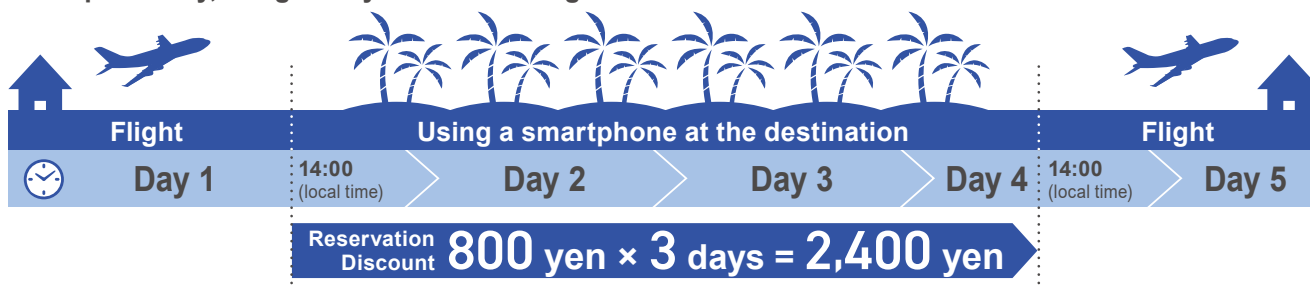 Flight
Using a smartphone at the destination
Flight
Day 1
14:00
(local time)
Day 2
Day 3
Day 4
14:00
(local time)
Day 5
Reservation
Discount
800 yen × 3 days = 2,400 yen